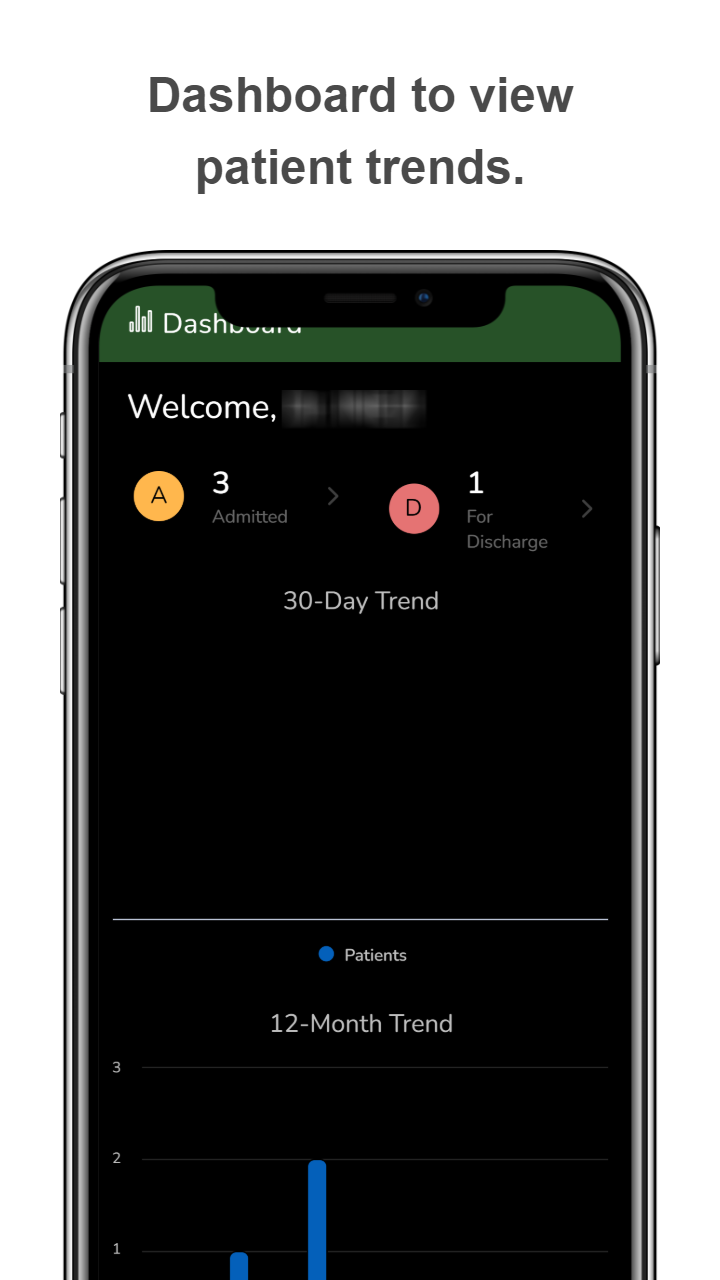 Dashboard to view
patient trends.
Dashboard
Welcome,
A
3
Admitted
D
1
For
Discharge
30-Day Trend
Patients
12-Month Trend
3
2
1